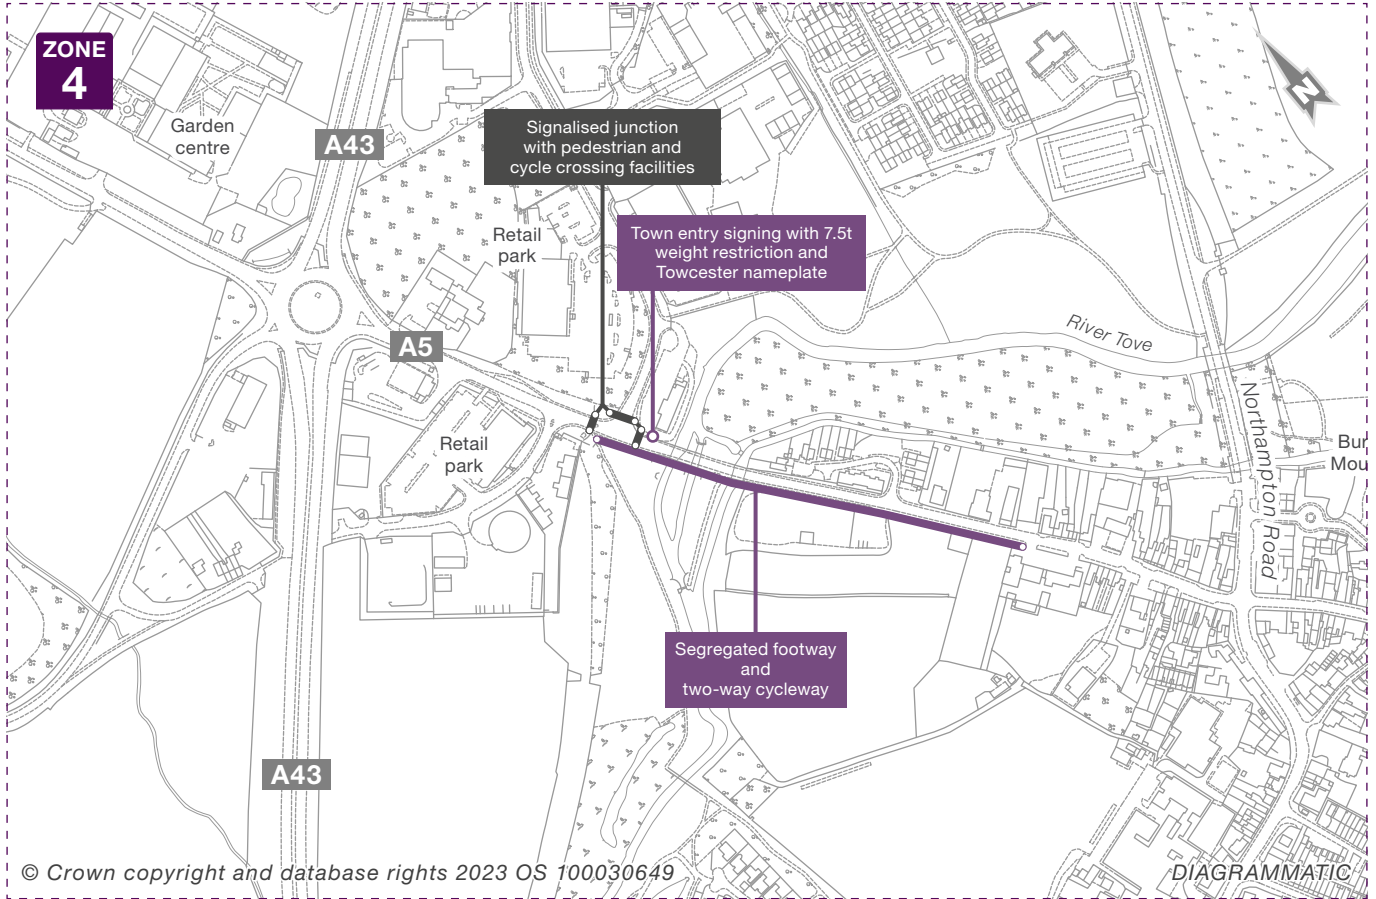 ZONE
4
Garden
centre
A43
Signalised junction
with pedestrian and
cycle crossing facilities
N
Retail
park
Town entry signing with 7.5t
weight restriction and
Towcester nameplate
River Tove
A5
Retail
park
Northampton Road
Bur
Mou
Segregated footway
and
two-way cycleway
A43
© Crown copyright and database rights 2023 OS 100030649
DIAGRAMMATIC